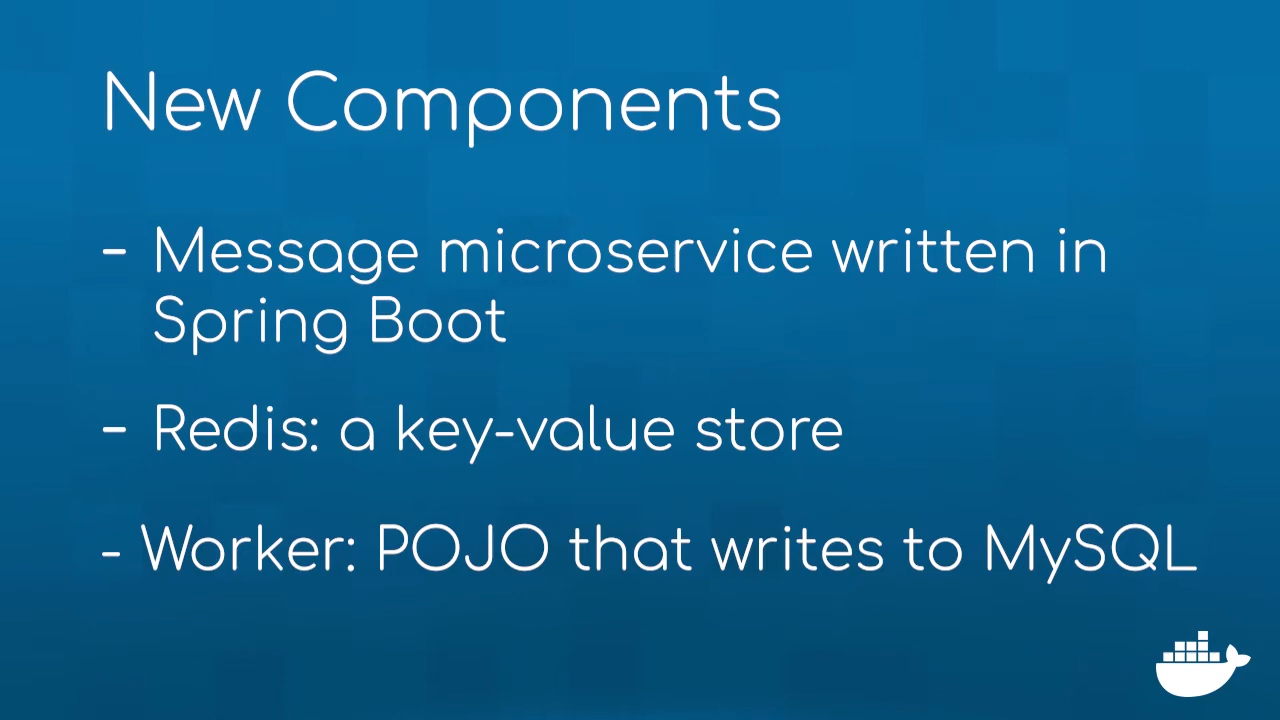 New Components
- Message microservice written in
Spring Boot
- Redis: a key-value store
- Worker: POJO that writes to MySQL